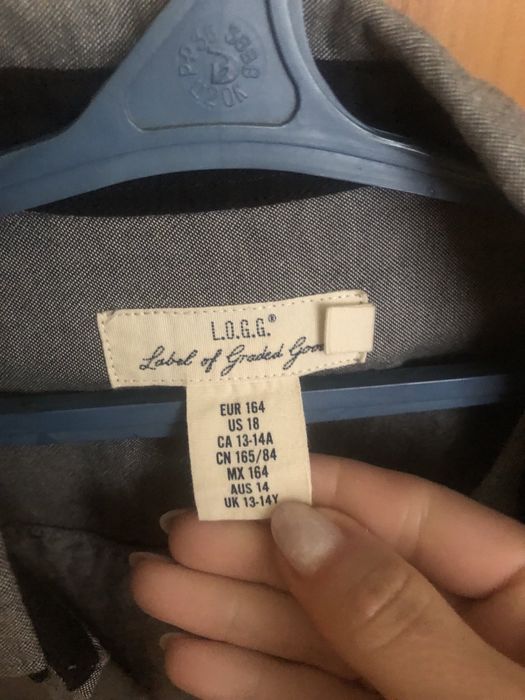 L.O.G.G.®
Label of Graded
EUR 164
US 18
CA 13-14A
CN 165/84
MX 164
AUS 14
UK 13-14Y